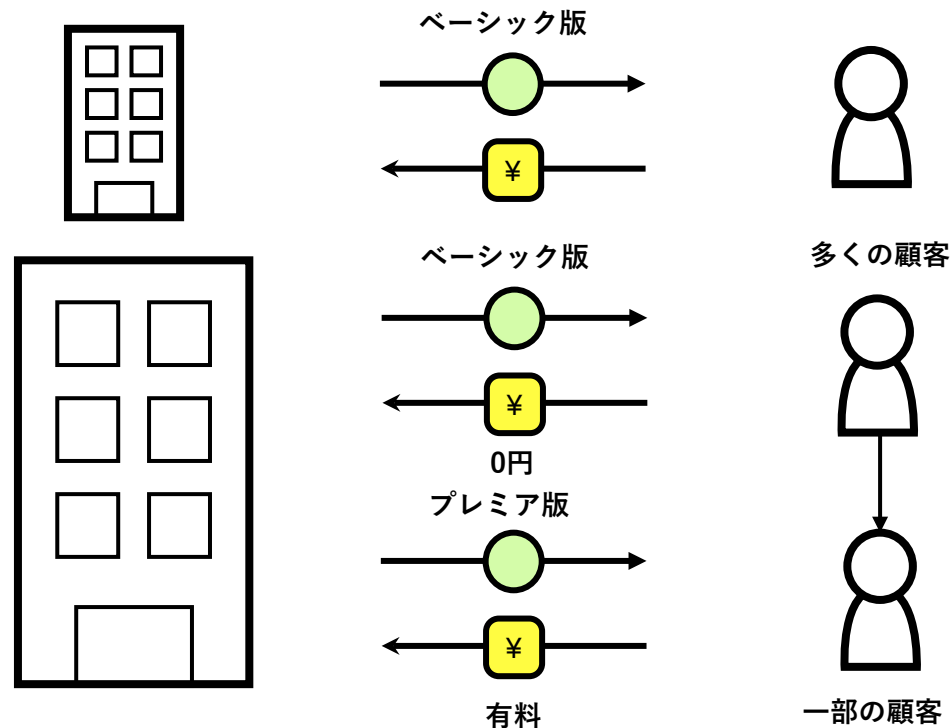 ベーシック版
¥
多くの顧客
ベーシック版
¥
0円
プレミア版
¥
有料
一部の顧客